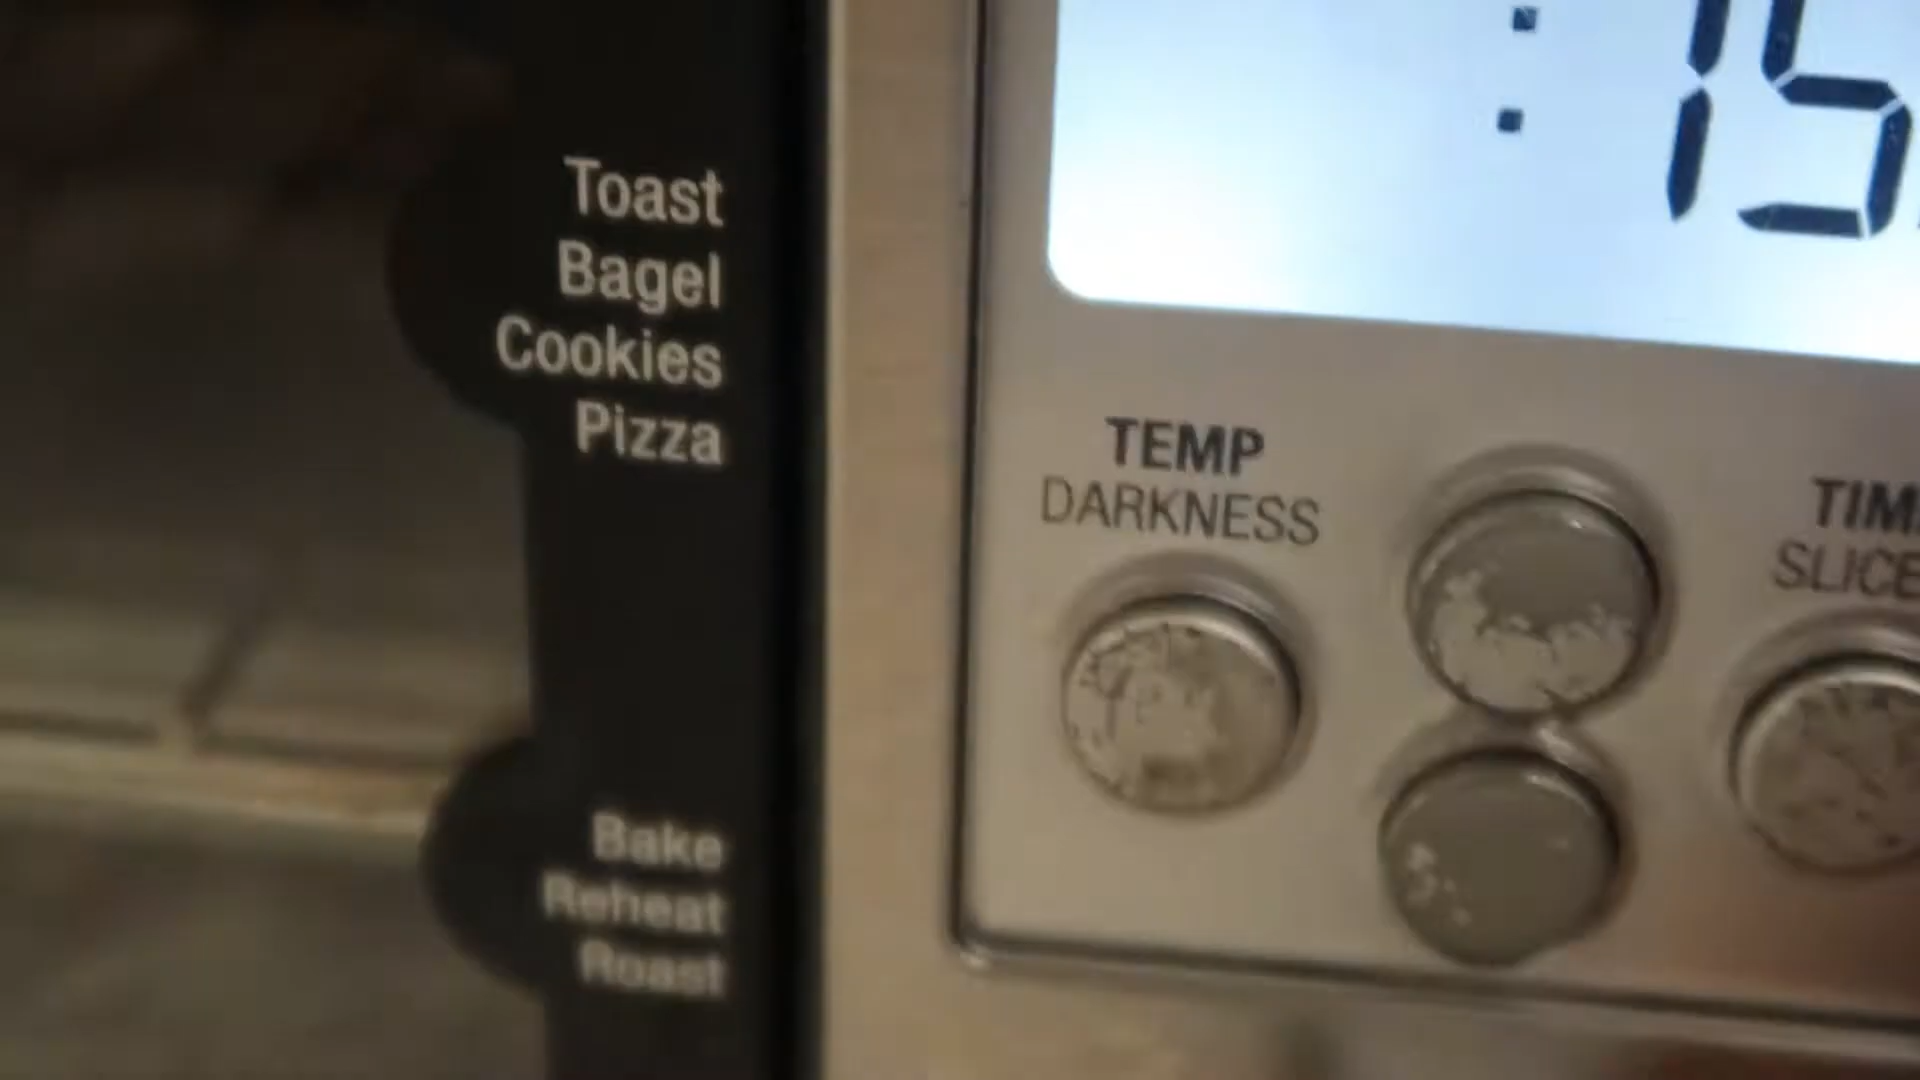 Toast
Bagel
Cookies
Pizza
Bake
Reheat
Roast
:15
TEMP
DARKNESS